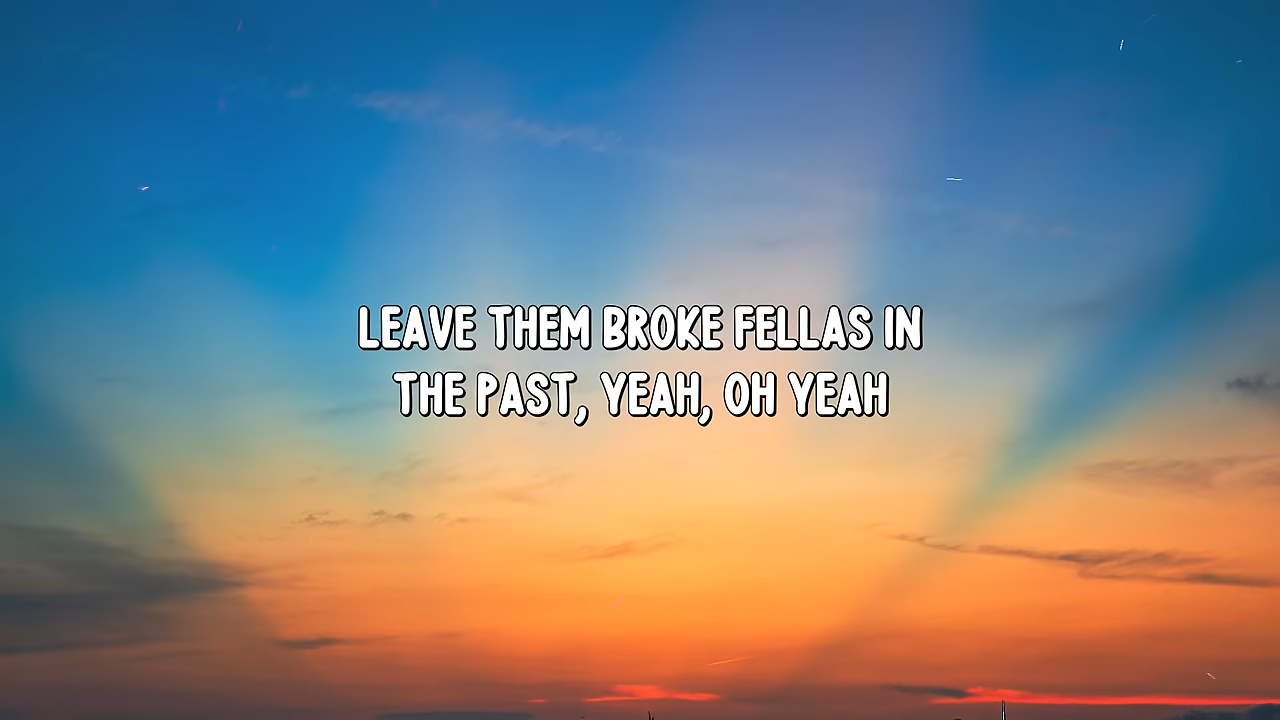 LEAVE THEM BROKE FELLAS IN
THE PAST, YEAH, OH YEAH